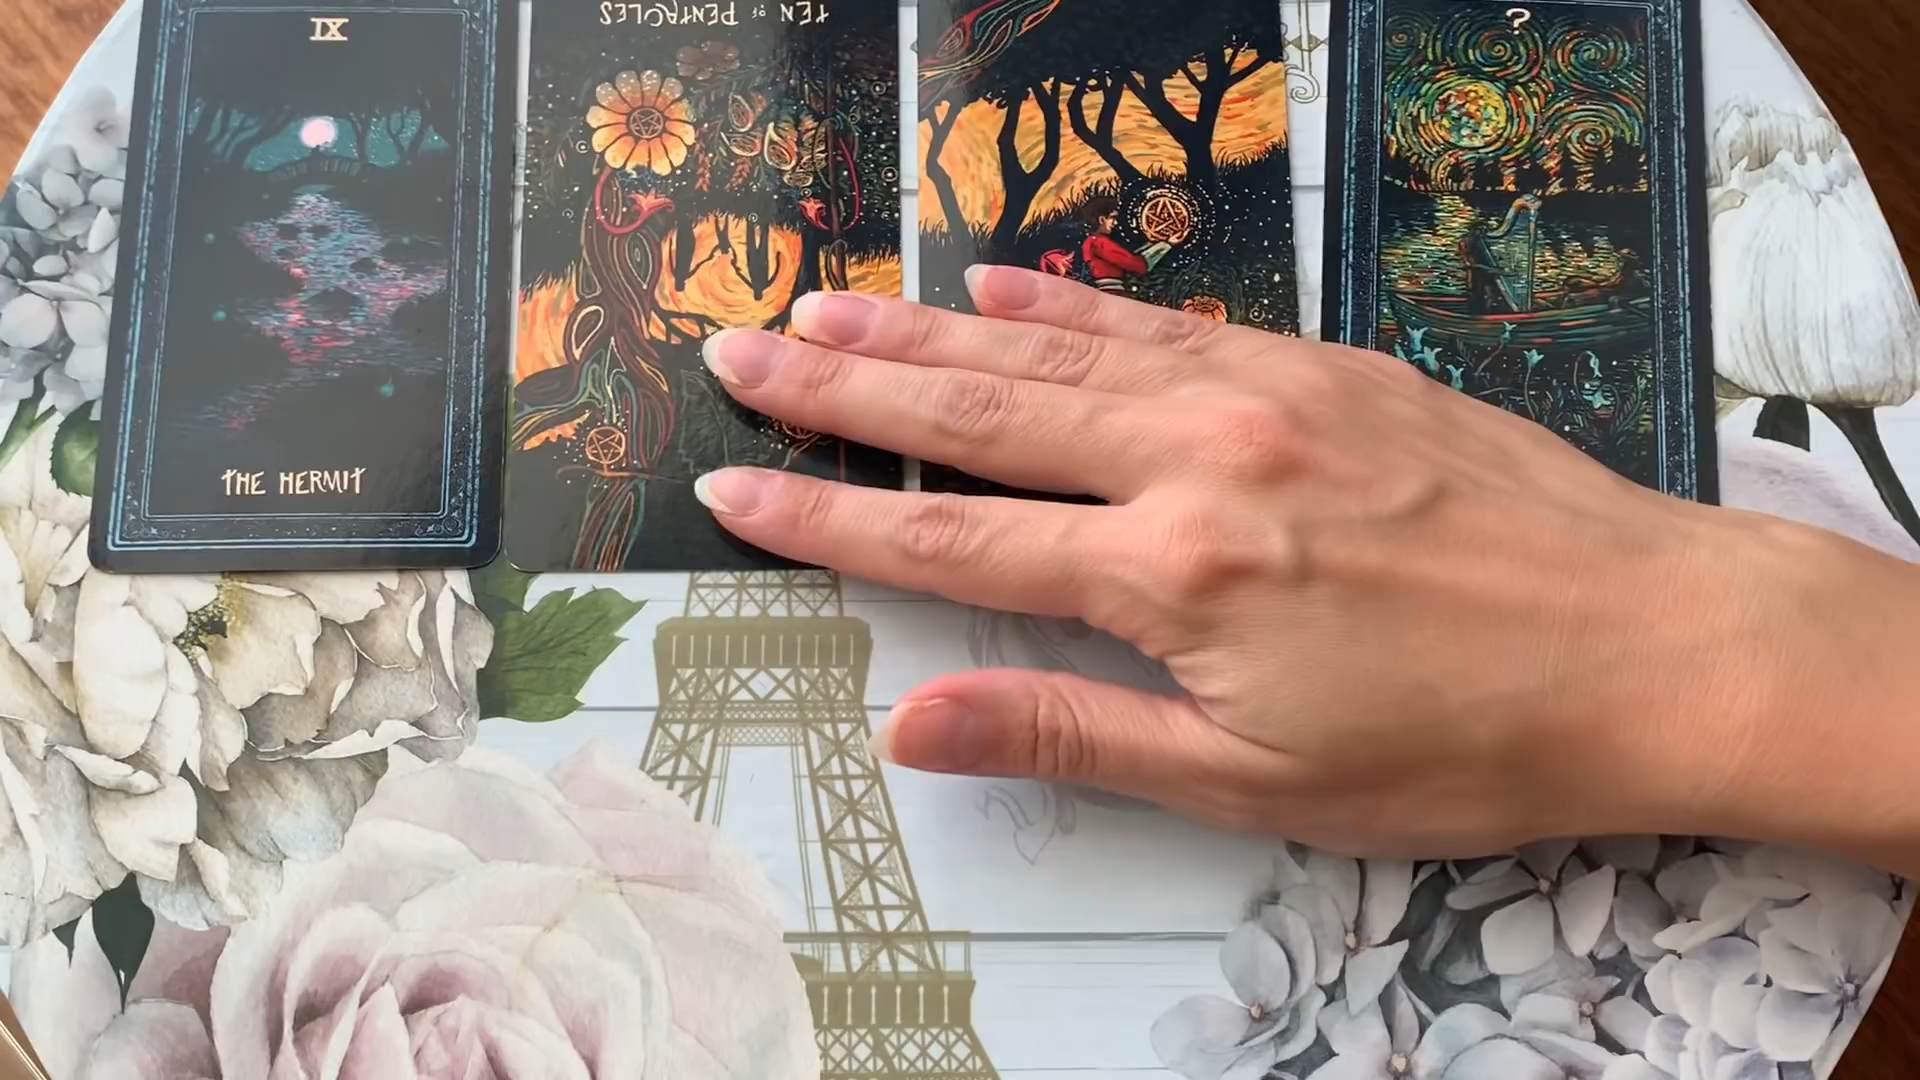 IX
THE HERMIT
TEN OF PENTACLES
?